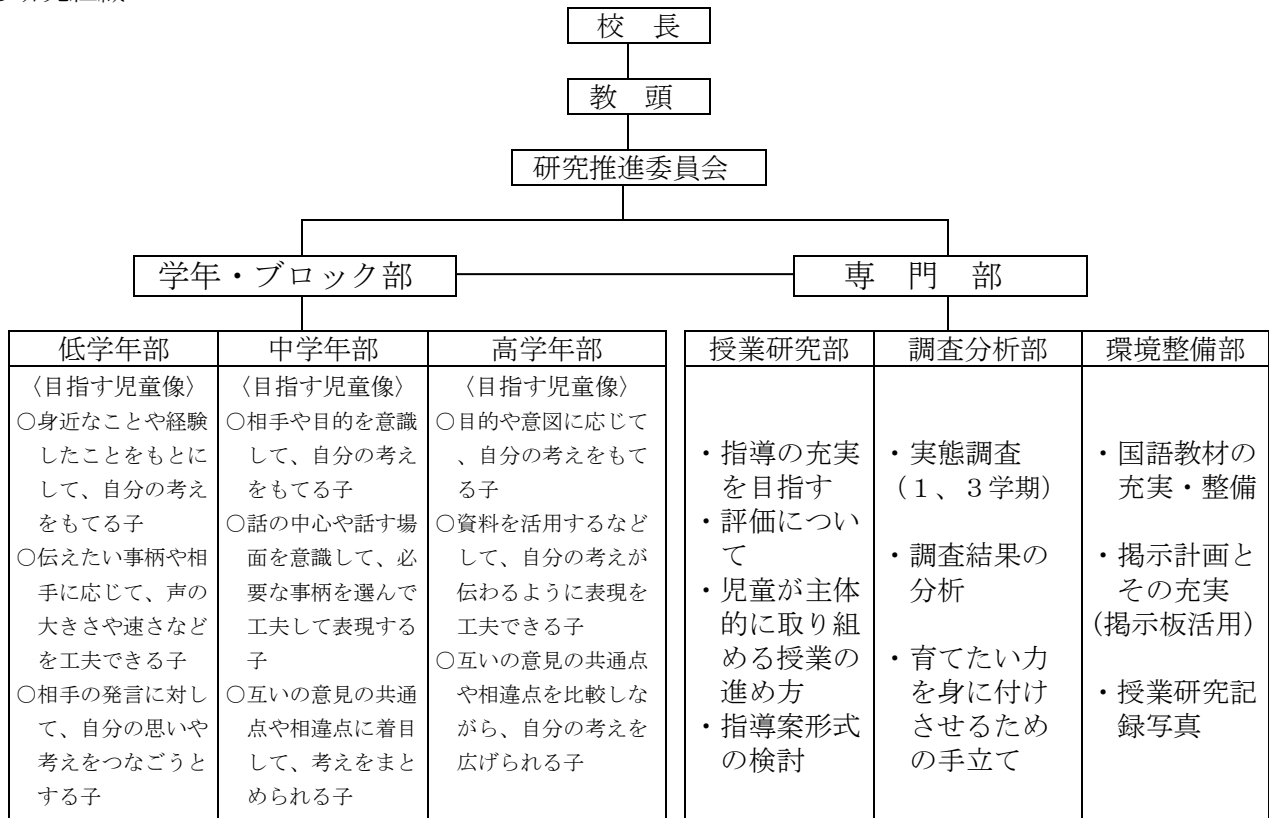 校　長
教　頭
研究推進委員会
学年・ブロック部
専　門　部
低学年部
〈目指す児童像〉
○身近なことや経験
したことをもとに
して、自分の考え
をもてる子
○伝えたい事柄や相
手に応じて、声の
大きさや速さなど
を工夫できる子
○相手の発言に対し
て、自分の思いや
考えをつなごうと
する子
中学年部
〈目指す児童像〉
○相手や目的を意識
して、自分の考え
をもてる子
○話の中心や話す場
面を意識して、必
要な事柄を選んで
工夫して表現する
子
○互いの意見の共通
点や相違点に着目
して、考えをまと
められる子
高学年部
〈目指す児童像〉
○目的や意図に応じて
、自分の考えをもて
る子
○資料を活用するなど
して、自分の考えが
伝わるように表現を
工夫できる子
○互いの意見の共通点
や相違点を比較しな
がら、自分の考えを
広げられる子
授業研究部
・指導の充実
を目指す
・評価につい
て
・児童が主体
的に取り組
める授業の
進め方
・指導案形式
の検討
調査分析部
・実態調査
（１、３学期）
・調査結果の
分析
・育てたい力
を身に付け
させるため
の手立て
環境整備部
・国語教材の
充実・整備
・掲示計画と
その充実
（掲示板活用）
・授業研究記
録写真